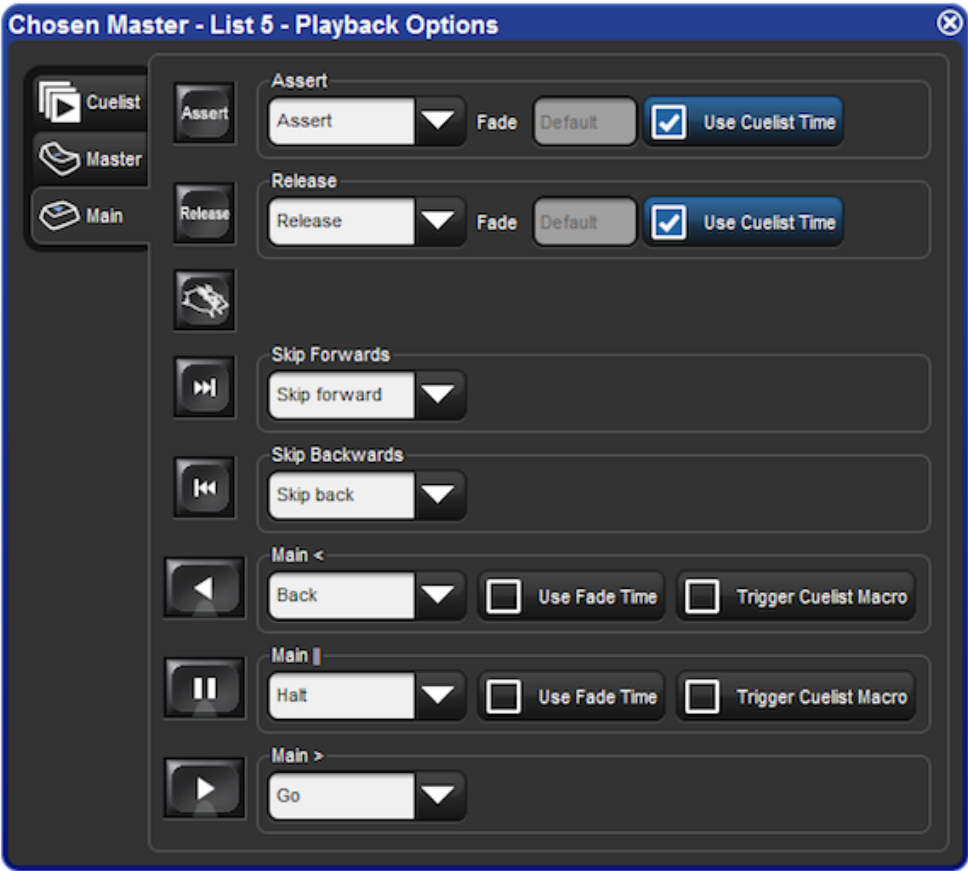 Chosen Master - List 5 - Playback Options
Cuelist
Master
Main
Assert
Assert
Assert
Fade
Default
Use Cuelist Time
Release
Release
Release
Fade
Default
Use Cuelist Time
Skip Forwards
Skip forward
Skip Backwards
Skip back
Main <
Back
Use Fade Time
Trigger Cuelist Macro
Main ||
Halt
Use Fade Time
Trigger Cuelist Macro
Main >
Go